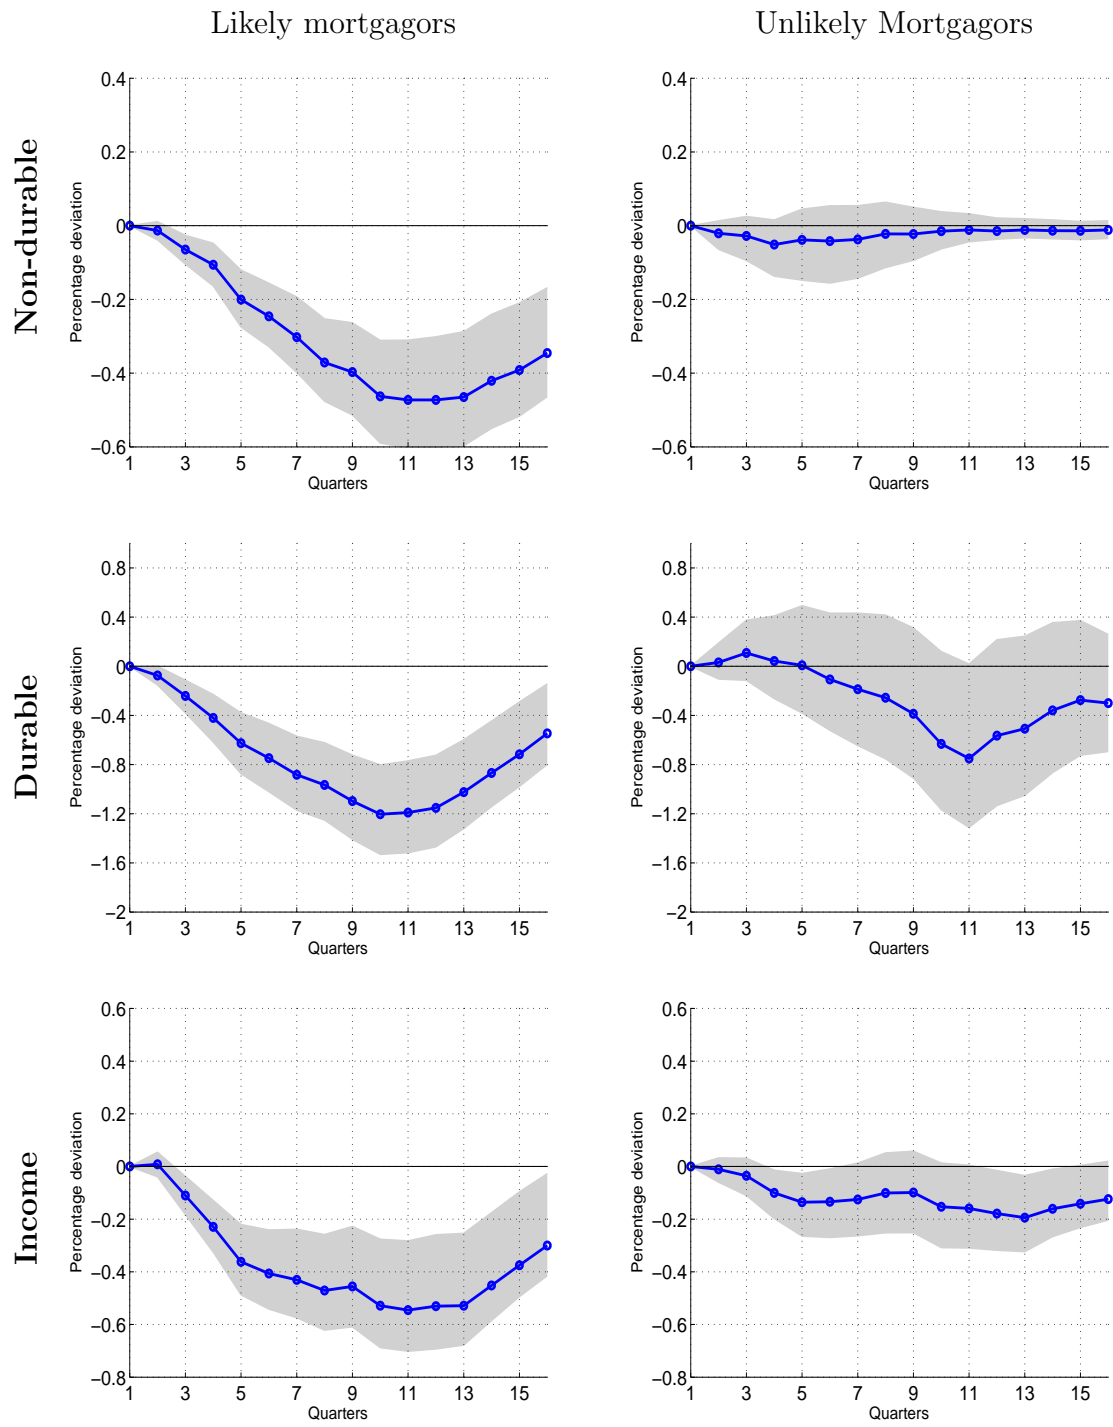 Likely mortgagors
Unlikely Mortgagors
Non-durable
Percentage deviation
0.4
0.2
0
−0.2
−0.4
−0.6
1 3 5 7 9 11 13 15
Quarters
Percentage deviation
0.4
0.2
0
−0.2
−0.4
−0.6
1 3 5 7 9 11 13 15
Quarters
Durable
Percentage deviation
0.8
0.4
0
−0.4
−0.8
−1.2
−1.6
−2
1 3 5 7 9 11 13 15
Quarters
Percentage deviation
0.8
0.4
0
−0.4
−0.8
−1.2
−1.6
−2
1 3 5 7 9 11 13 15
Quarters
Income
Percentage deviation
0.6
0.4
0.2
0
−0.2
−0.4
−0.6
−0.8
1 3 5 7 9 11 13 15
Quarters
Percentage deviation
0.6
0.4
0.2
0
−0.2
−0.4
−0.6
−0.8
1 3 5 7 9 11 13 15
Quarters